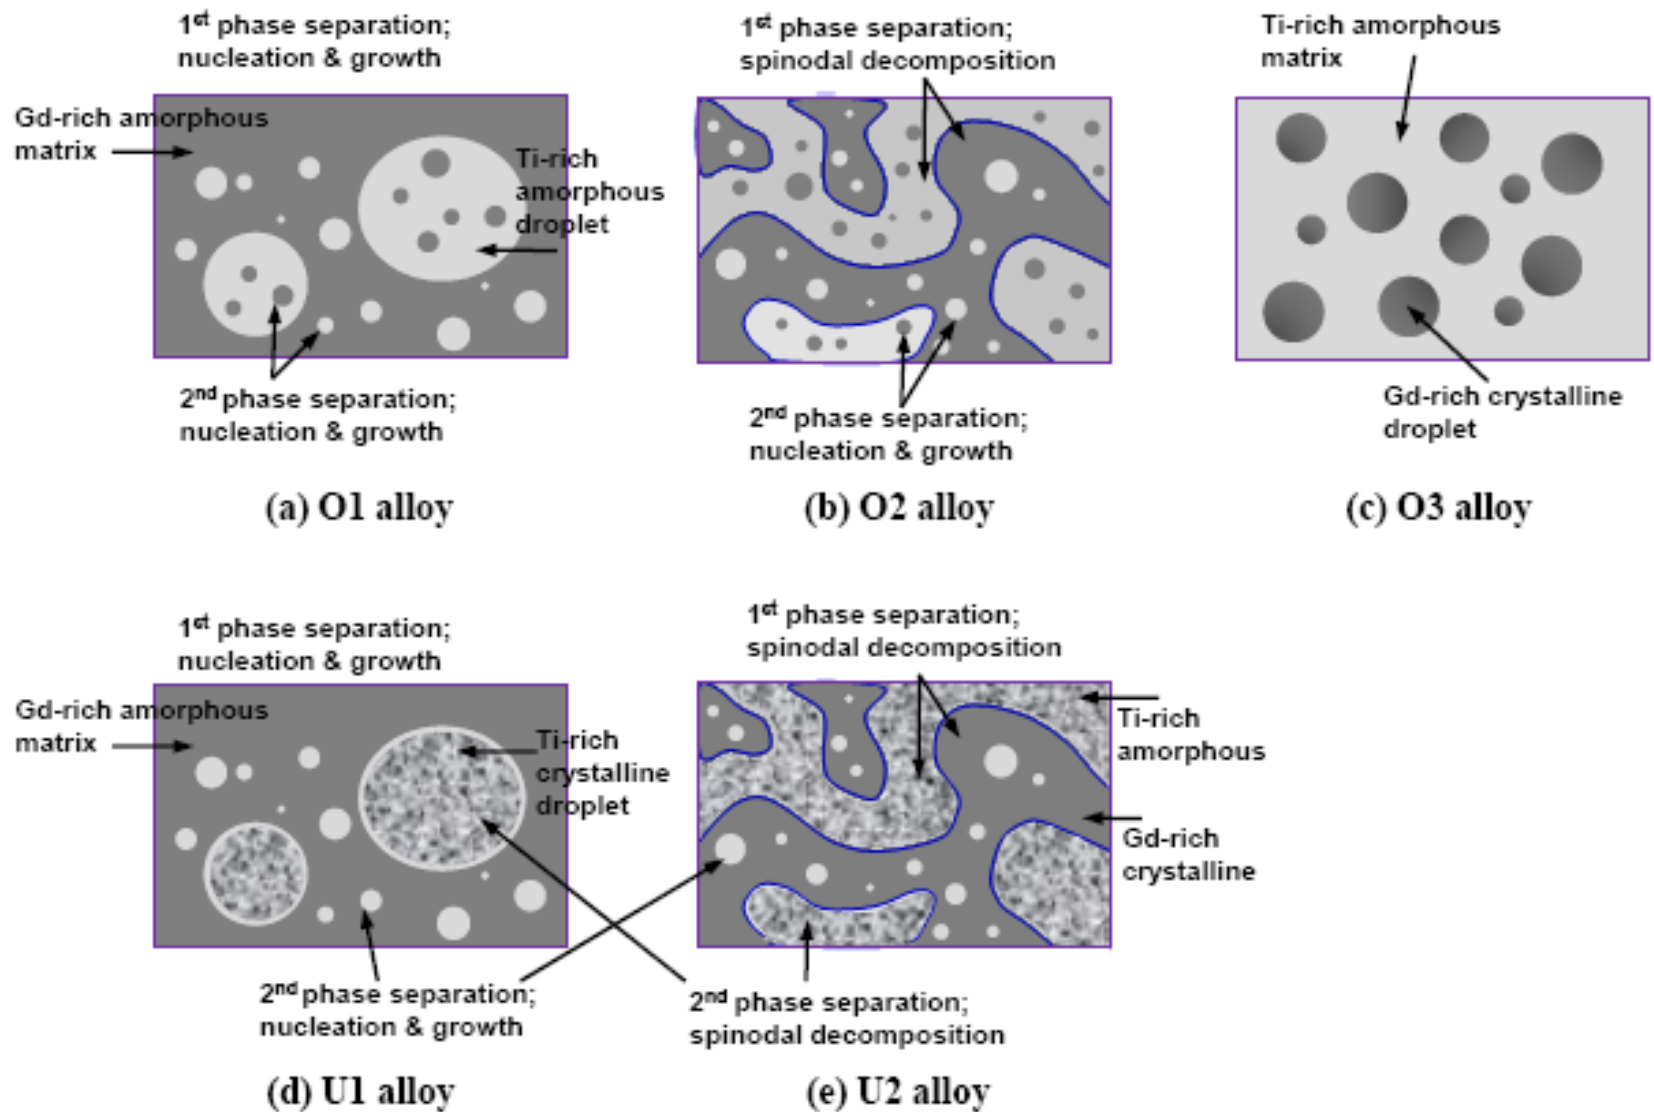 1st phase separation;
nucleation & growth
Gd-rich amorphous
matrix
Ti-rich
amorphous
droplet
2nd phase separation;
nucleation & growth
(a) O1 alloy
1st phase separation;
spinodal decomposition
2nd phase separation;
nucleation & growth
(b) O2 alloy
Ti-rich amorphous
matrix
Gd-rich crystalline
droplet
(c) O3 alloy
1st phase separation;
nucleation & growth
Gd-rich amorphous
matrix
Ti-rich
crystalline
droplet
2nd phase separation;
nucleation & growth
(d) U1 alloy
1st phase separation;
spinodal decomposition
Ti-rich
amorphous
Gd-rich
crystalline
2nd phase separation;
spinodal decomposition
(e) U2 alloy